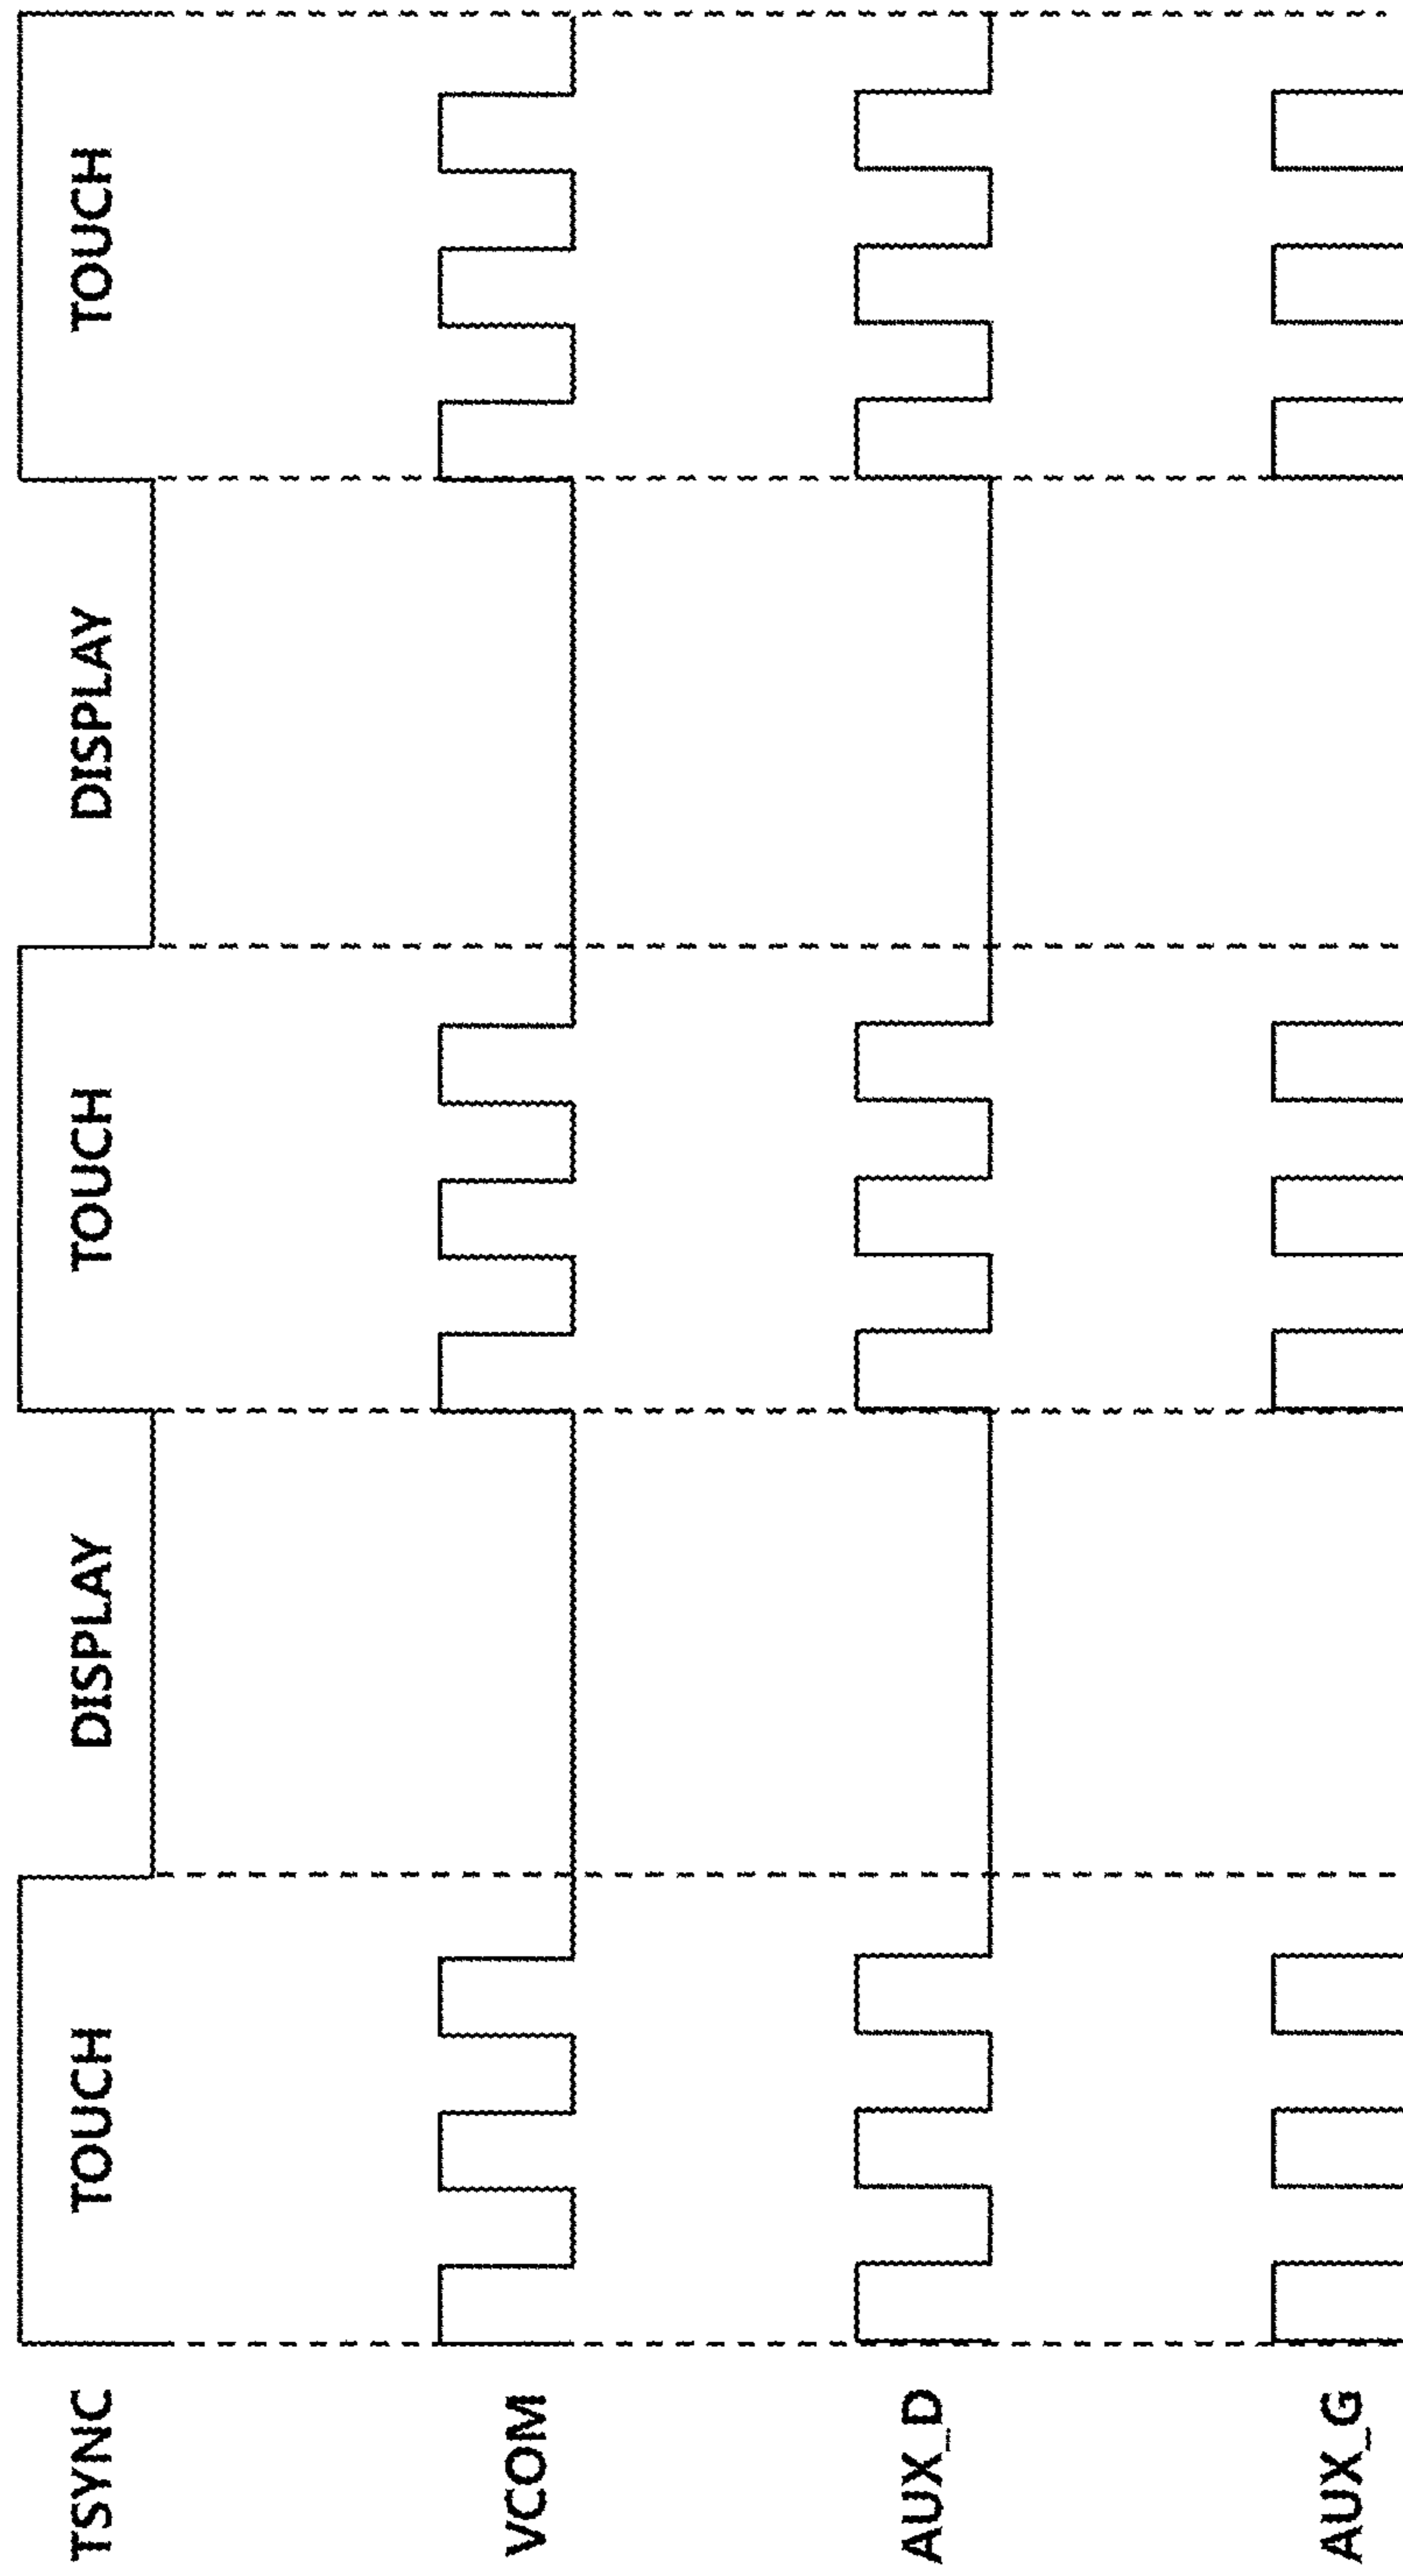 TSYNC TOUCH DISPLAY TOUCH DISPLAY TOUCH
VCOM
AUX_D
AUX_G